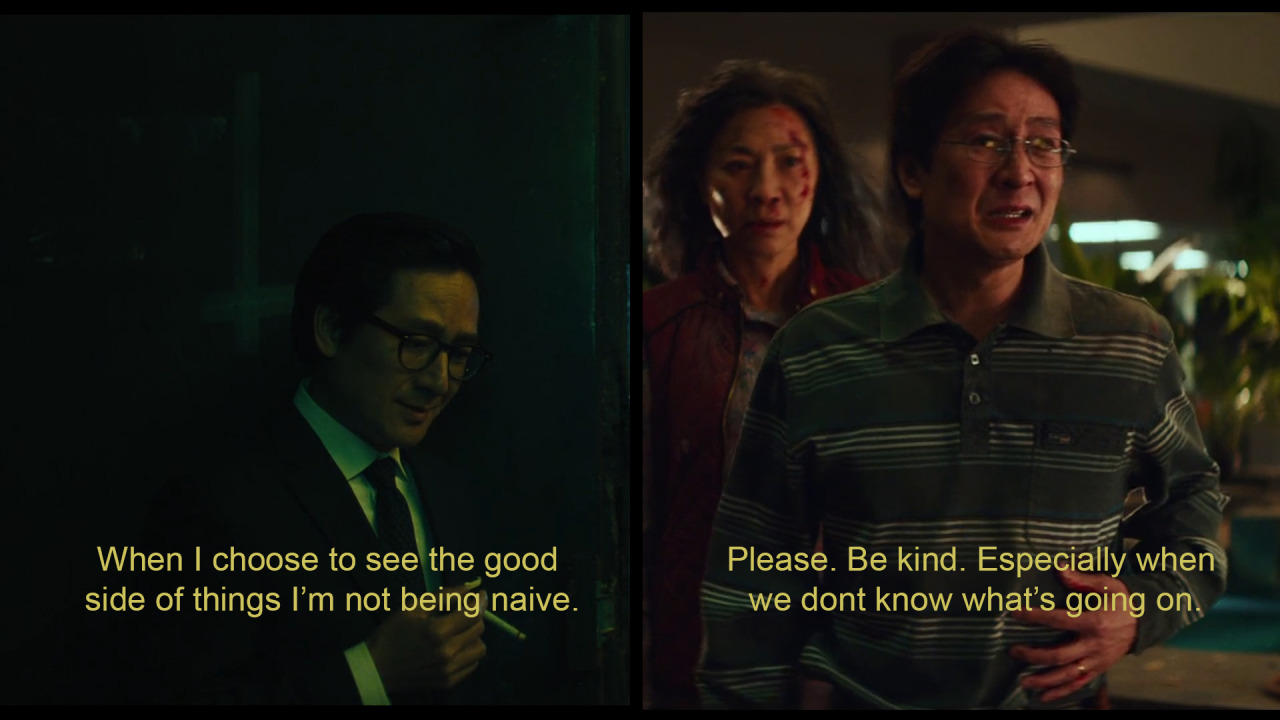 When I choose to see the good
side of things I’m not being naive.
Please. Be kind. Especially when
we dont know what’s going on.